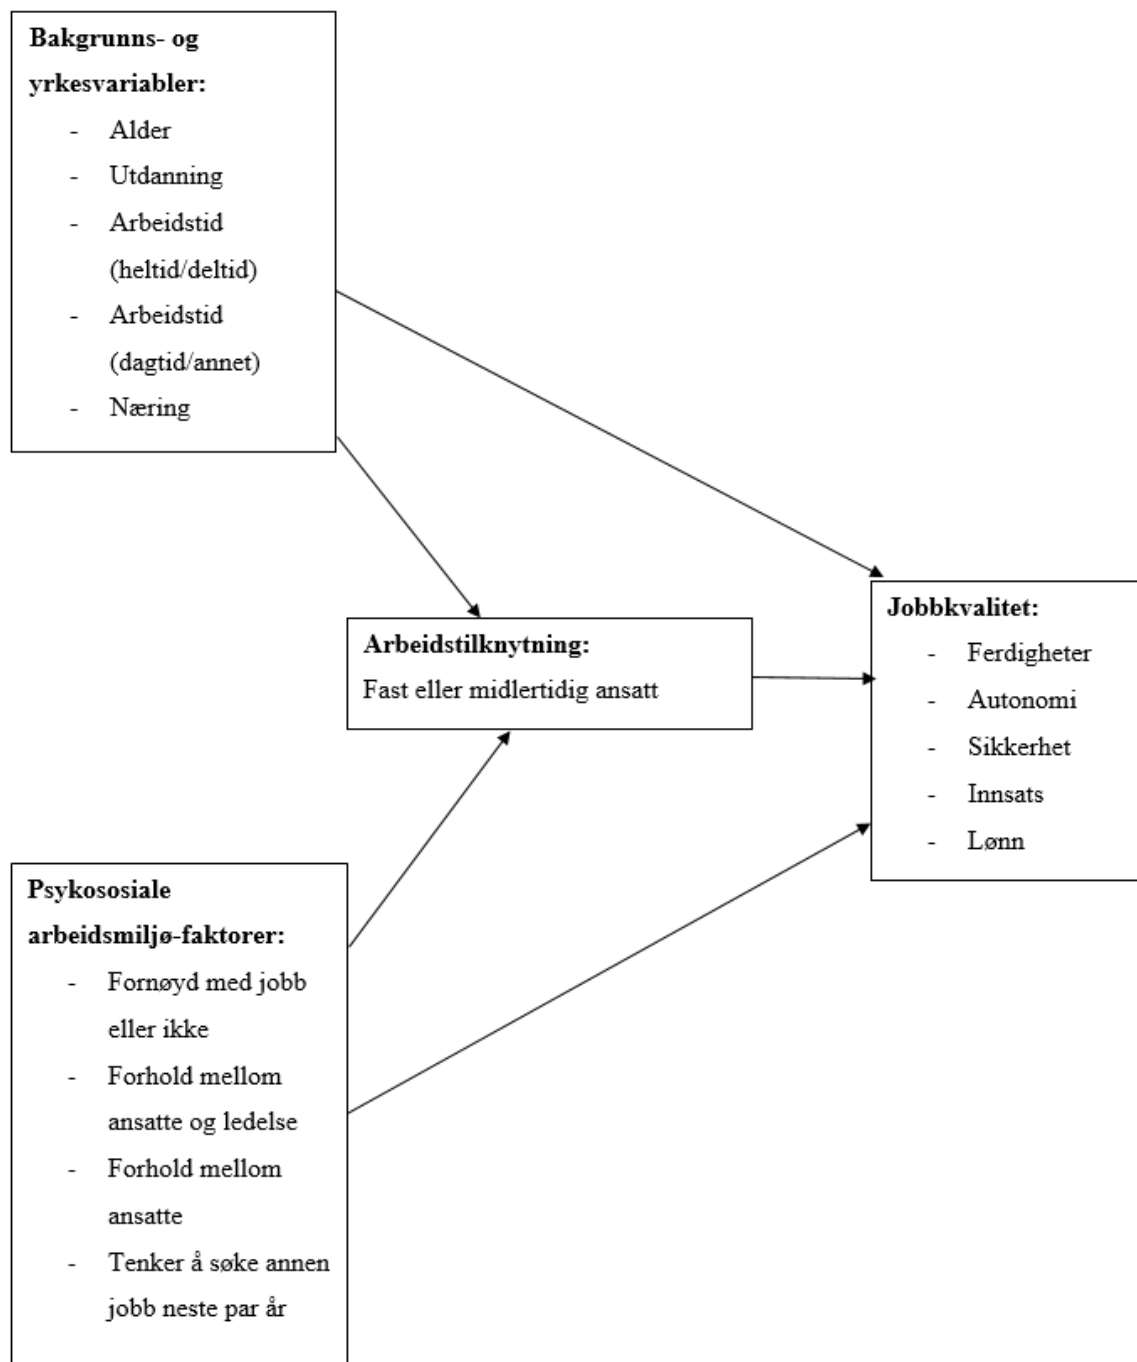 Bakgrunns- og
yrkesvariabler:
- Alder
- Utdanning
- Arbeidstid
(heltid/deltid)
- Arbeidstid
(dagtid/annet)
- Næring
Arbeidstilknytning:
Fast eller midlertidig ansatt
Jobbkvalitet:
- Ferdigheter
- Autonomi
- Sikkerhet
- Innsats
- Lønn
Psykososiale
arbeidsmiljø-faktorer:
- Fornøyd med jobb
eller ikke
- Forhold mellom
ansatte og ledelse
- Forhold mellom
ansatte
- Tenker å søke annen
jobb neste par år